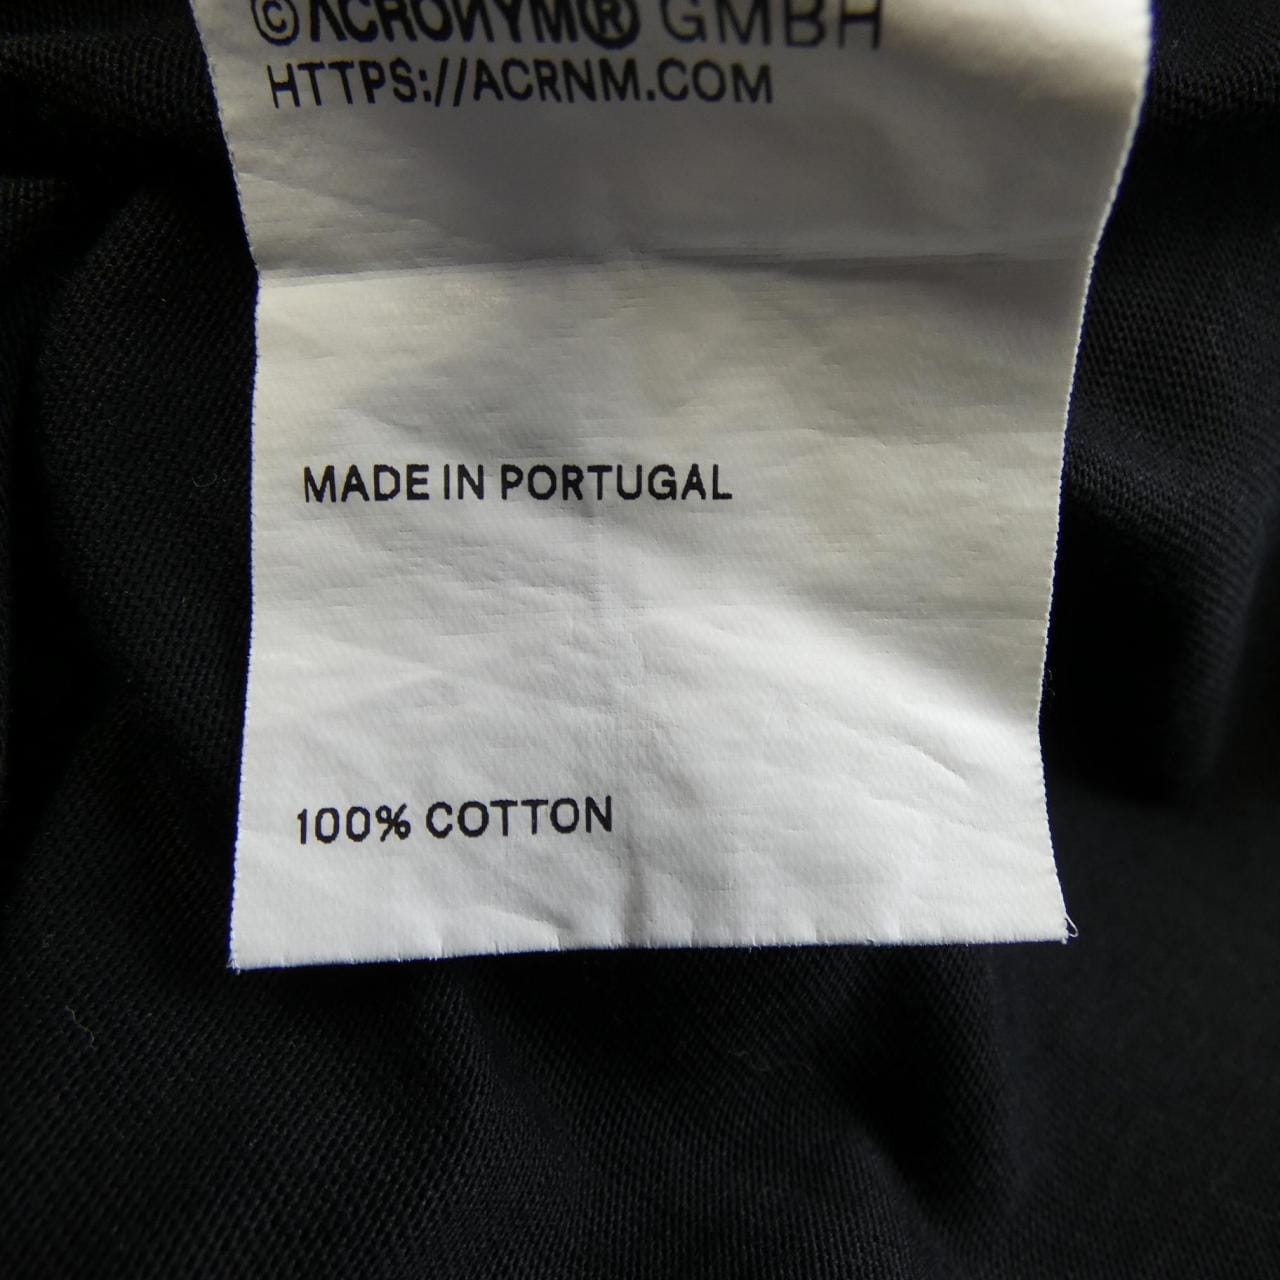 ©ACRONYM® GMBH
HTTPS://ACRNM.COM
MADE IN PORTUGAL
100% COTTON